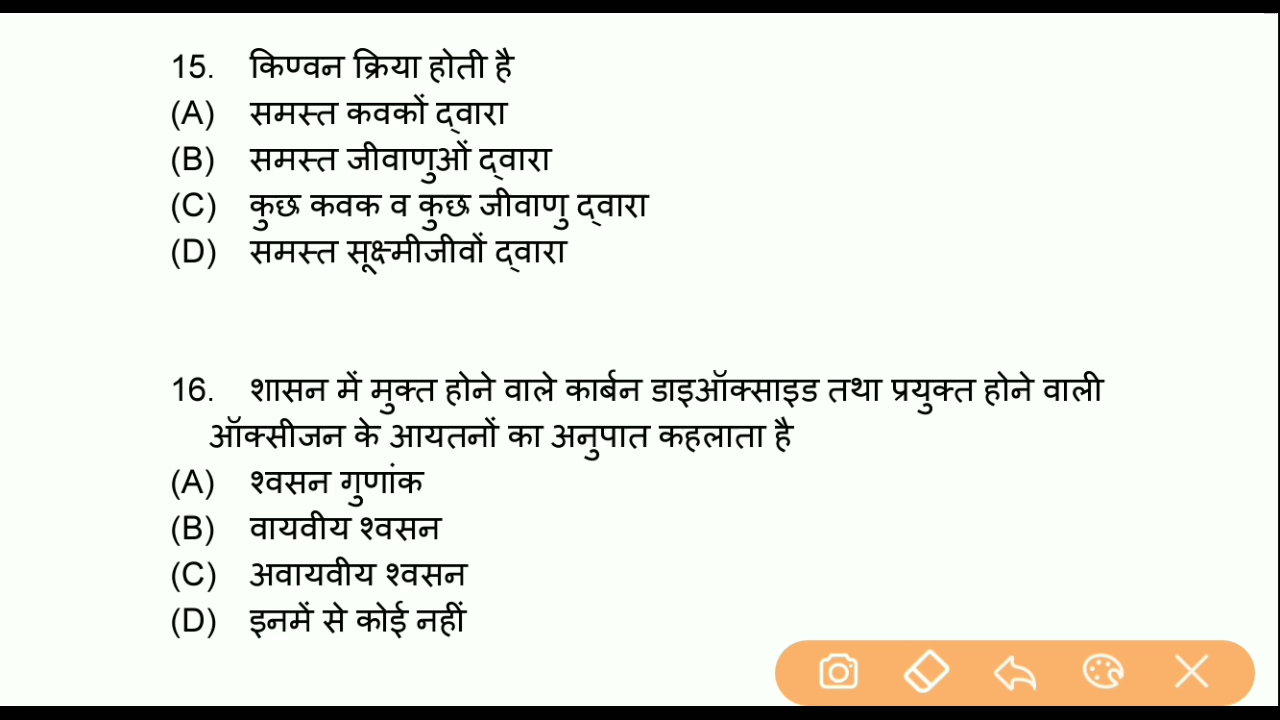 15. किण्वन क्रिया होती है
(A) समस्त कवकों द्वारा
(B) समस्त जीवाणुओं द्वारा
(C) कुछ कवक व कुछ जीवाणु द्वारा
(D) समस्त सूक्ष्मीजीवों द्वारा
16. शासन में मुक्त होने वाले कार्बन डाइऑक्साइड तथा प्रयुक्त होने वाली
ऑक्सीजन के आयतनों का अनुपात कहलाता है
(A) श्वसन गुणांक
(B) वायवीय श्वसन
(C) अवायवीय श्वसन
(D) इनमें से कोई नहीं